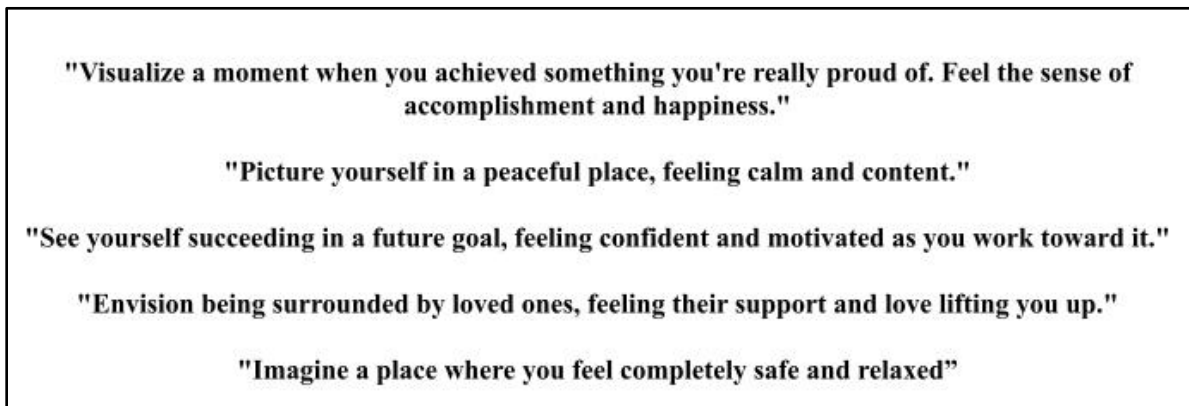 "Visualize a moment when you achieved something you're really proud of. Feel the sense of
accomplishment and happiness."
"Picture yourself in a peaceful place, feeling calm and content."
"See yourself succeeding in a future goal, feeling confident and motivated as you work toward it."
"Envision being surrounded by loved ones, feeling their support and love lifting you up."
"Imagine a place where you feel completely safe and relaxed”